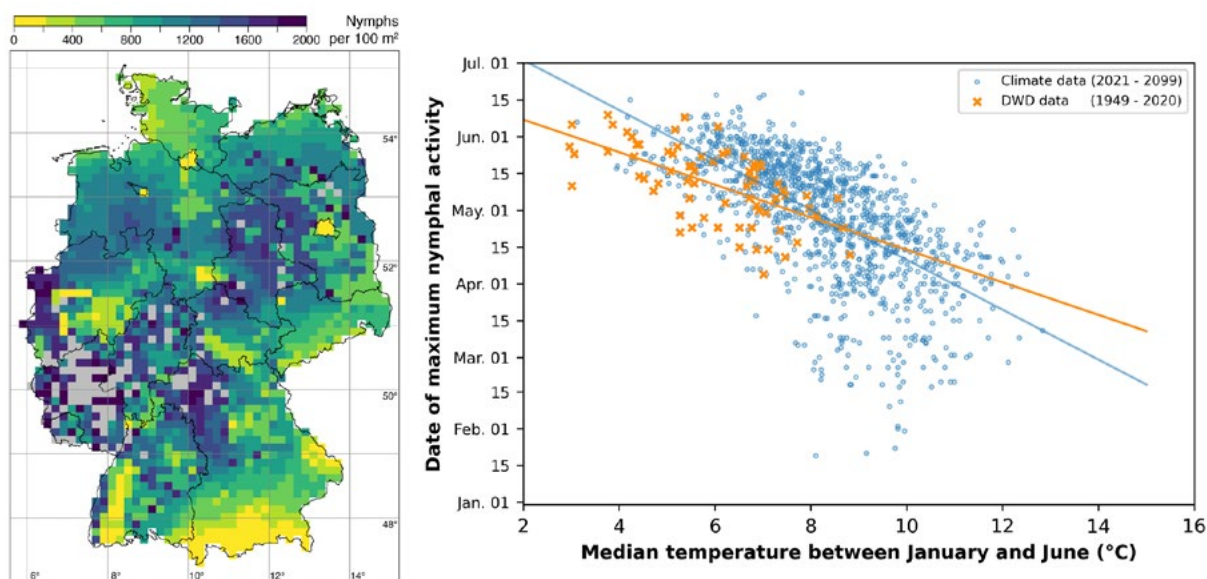 Nymphs
0 400 800 1200 1600 2000 per 100 m²
54°
52°
50°
48°
6° 8° 10° 12° 14°
Date of maximum nymphal activity
Jul. 01
15
Jun. 01
15
May. 01
15
Apr. 01
15
Mar. 01
15
Feb. 01
15
Jan. 01
Climate data (2021 - 2099)
DWD data (1949 - 2020)
2 4 6 8 10 12 14 16
Median temperature between January and June (°C)